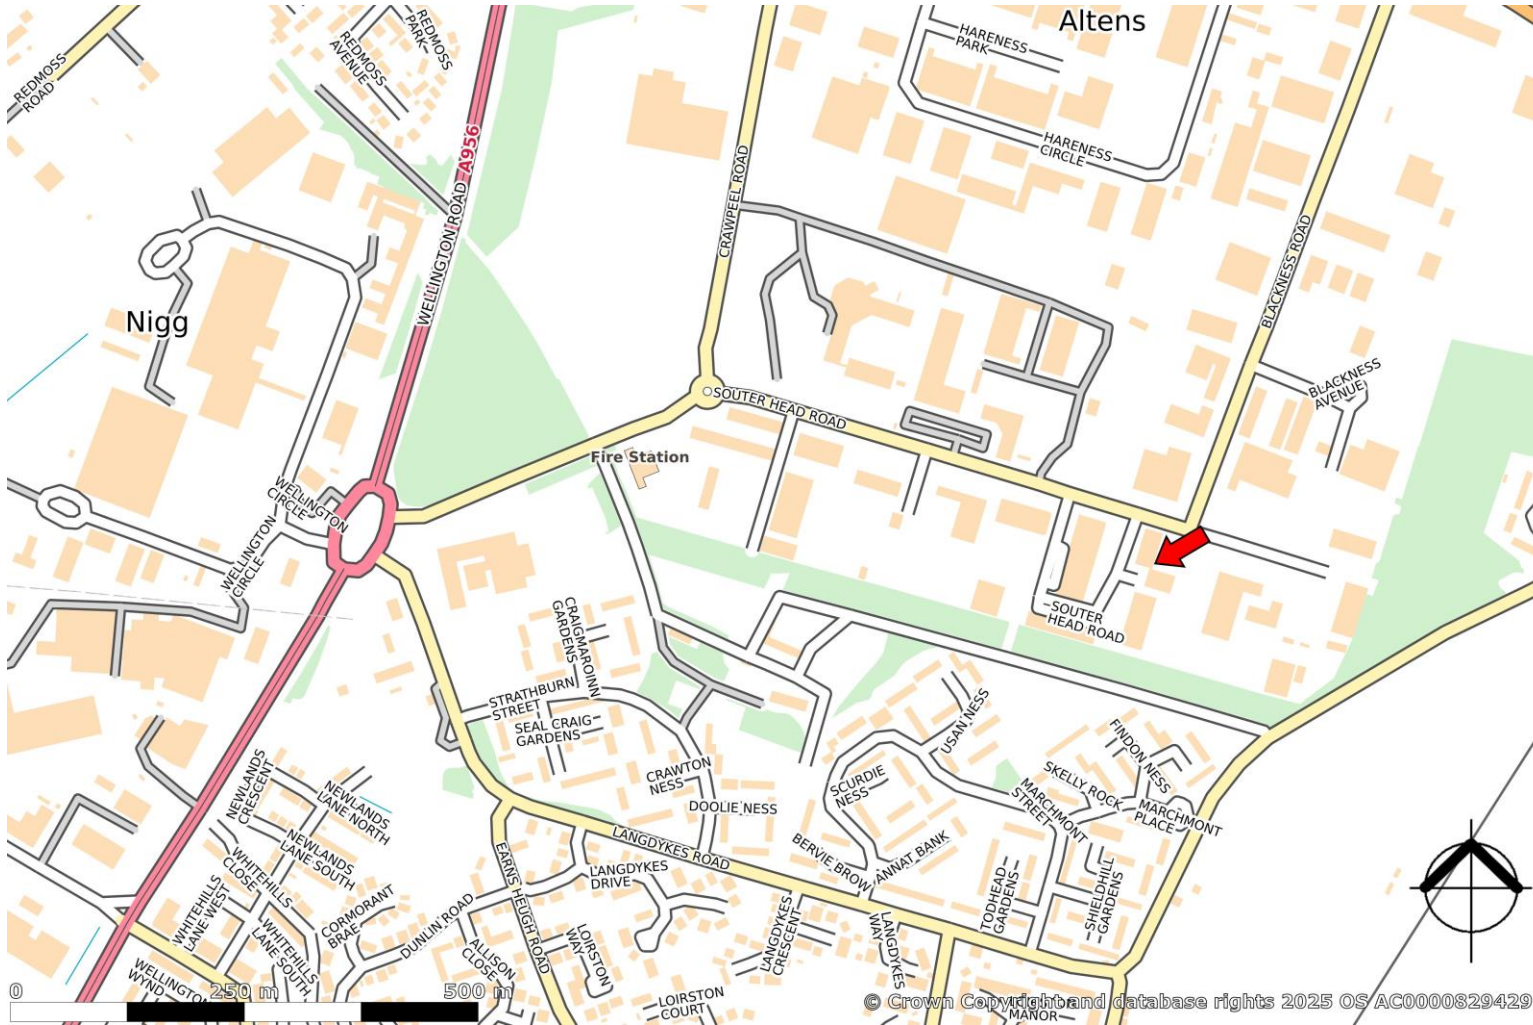 Altens
REDMOSS
PARK
REDMOSS
AVENUE
HARENESS
PARK
REDMOSS
ROAD
A956
HARENESS
CIRCLE
CRAWPEEL ROAD
WELLINGTON ROAD
BLACKNESS ROAD
Nigg
BLACKNESS
AVENUE
SOUTER HEAD ROAD
Fire Station
WELLINGTON
CIRCLE
WELLINGTON
CIRCLE
SOUTER
HEAD ROAD
CRAIGMAROINN
GARDENS
STRATHBURN
STREET
SEAL CRAIG
GARDENS
USAN NESS
FINDON NESS
CRAWTON
NESS
SCURDIE
NESS
SKELLY ROCK
MARCHMONT
STREET
MARCHMONT
PLACE
NEWLANDS
CRESCENT
NEWLANDS
LANE NORTH
DOOLIE NESS
NEWLANDS
LANE SOUTH
LANGDYKES ROAD
BERVIE BROW
ANNAT BANK
WHITEHILLS
CLOSE
LANGDYKES
DRIVE
EARNS HEUGH ROAD
TODHEAD
GARDENS
SHIELDHILL
GARDENS
WHITEHILLS
LANE WEST
CORMORANT
BRAE
DUNLIN ROAD
LANGDYKES
CRESCENT
LANGDYKES
WAY
WHITEHILLS
LANE SOUTH
LOIRSTON
WAY
ALLISON
CLOSE
WELLINGTON
WYND
LOIRSTON
COURT
MANOR
0 250 m 500 m
© Crown Copyright and database rights 2025 OS AC0000829429